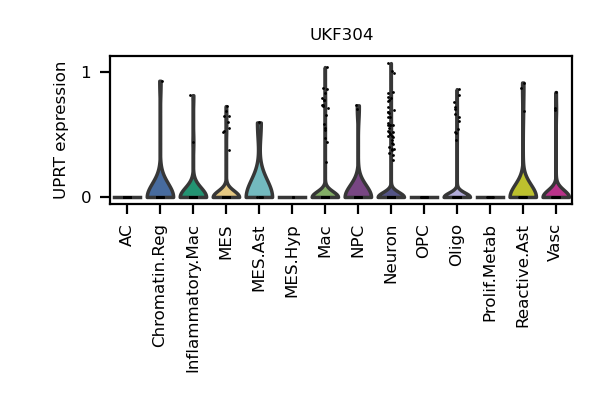 UKF304
UPRT expression
1
0
AC
Chromatin.Reg
Inflammatory.Mac
MES
MES.Ast
MES.Hyp
Mac
NPC
Neuron
OPC
Oligo
Prolif.Metab
Reactive.Ast
Vasc